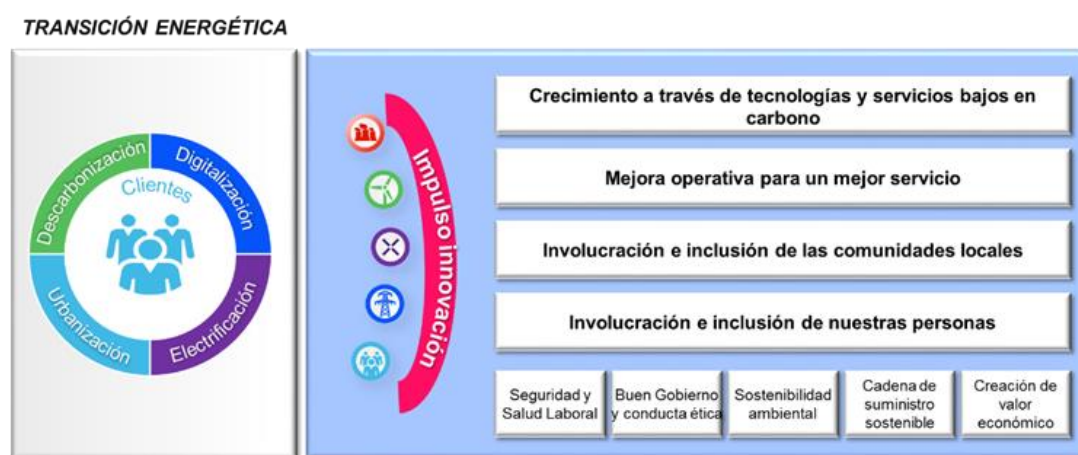 TRANSICIÓN ENERGÉTICA
Descarbonización
Digitalización
Clientes
Urbanización
Electrificación
Impulso innovación
Crecimiento a través de tecnologías y servicios bajos en
carbono
Mejora operativa para un mejor servicio
Involucración e inclusión de las comunidades locales
Involucración e inclusión de nuestras personas
Seguridad y
Salud Laboral
Buen Gobierno
y conducta ética
Sostenibilidad
ambiental
Cadena de
suministro
sostenible
Creación de
valor
económico